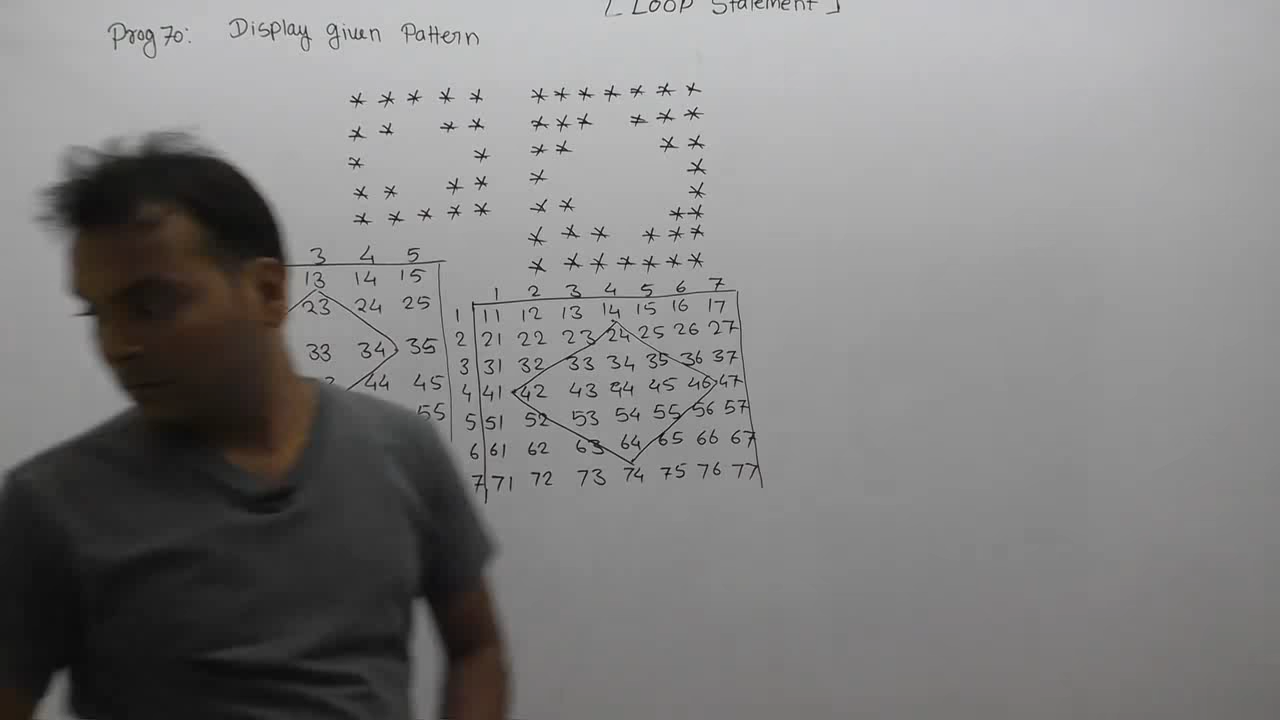 [ Loop Statement ]
Prog 70: Display given Pattern
* * * * *
* * * *
* *
* * * *
* * * * *
* * * * * * *
* * * * * *
* * * *
* *
* * *
* * * * * *
* * * * * * *
3 4 5
13 14 15
23 24 25
33 34 35
44 45
55
1 2 3 4 5 6 7
1 11 12 13 14 15 16 17
2 21 22 23 24 25 26 27
3 31 32 33 34 35 36 37
4 41 42 43 44 45 46 47
5 51 52 53 54 55 56 57
6 61 62 63 64 65 66 67
7 71 72 73 74 75 76 77